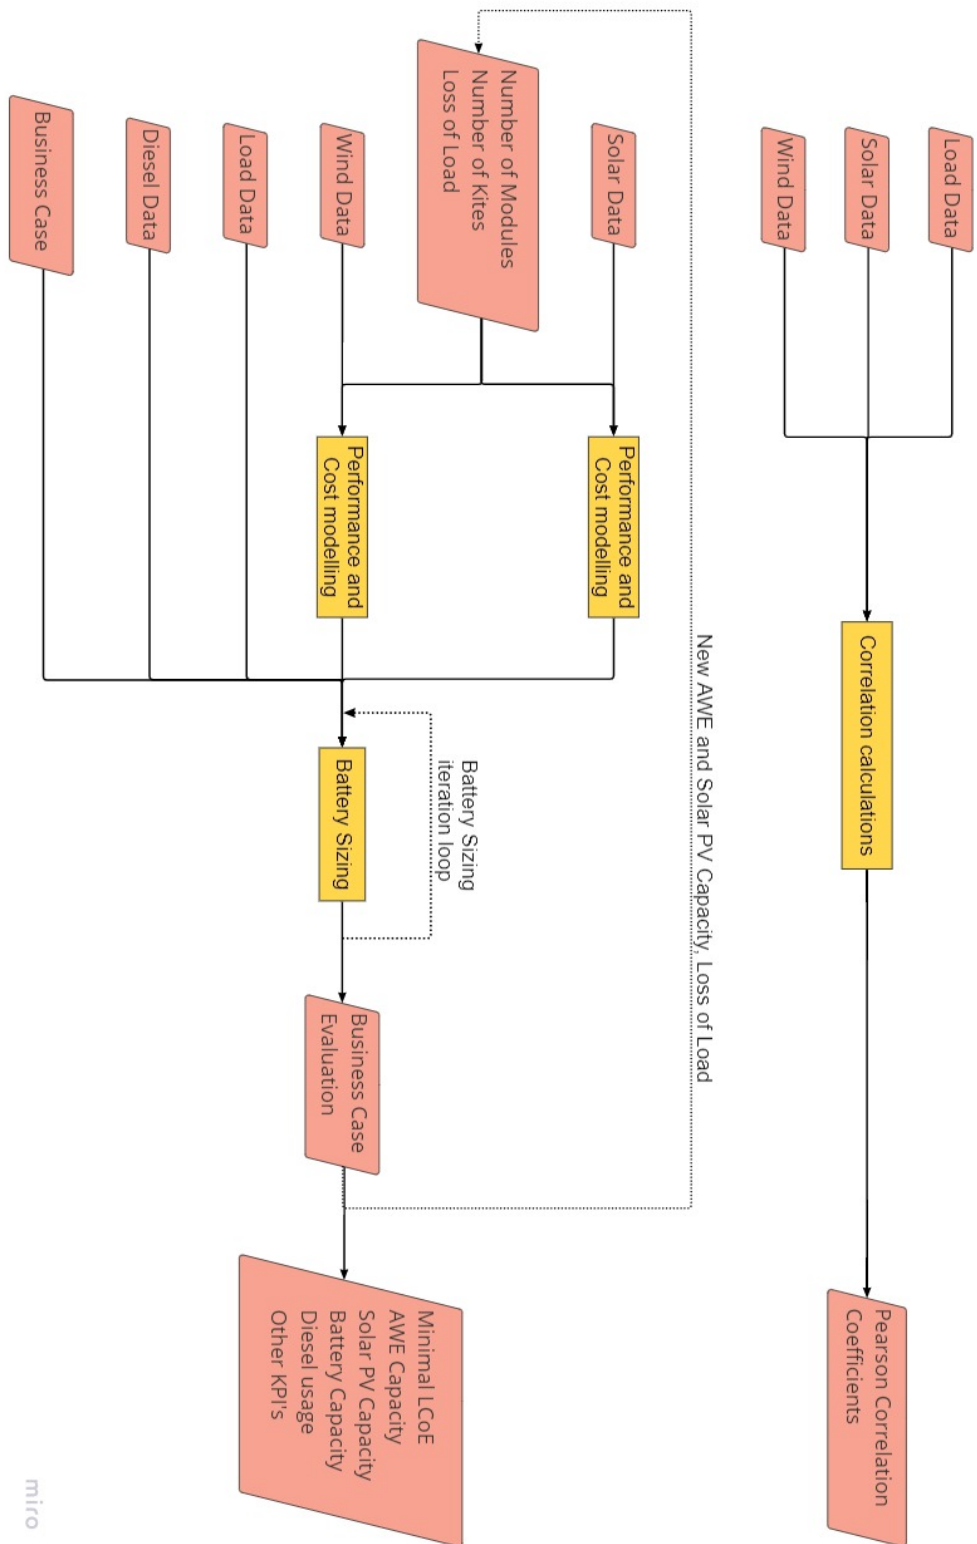 Load Data
Solar Data
Wind Data
Correlation calculations
Pearson Correlation
Coefficients
New AWE and Solar PV Capacity, Loss of Load
Solar Data
Number of Modules
Number of Kites
Loss of Load
Wind Data
Load Data
Diesel Data
Business Case
Performance and
Cost modelling
Performance and
Cost modelling
Battery Sizing
iteration loop
Battery Sizing
Business Case
Evaluation
Minimal LCoE
AWE Capacity
Solar PV Capacity
Battery Capacity
Diesel usage
Other KPI's
miro